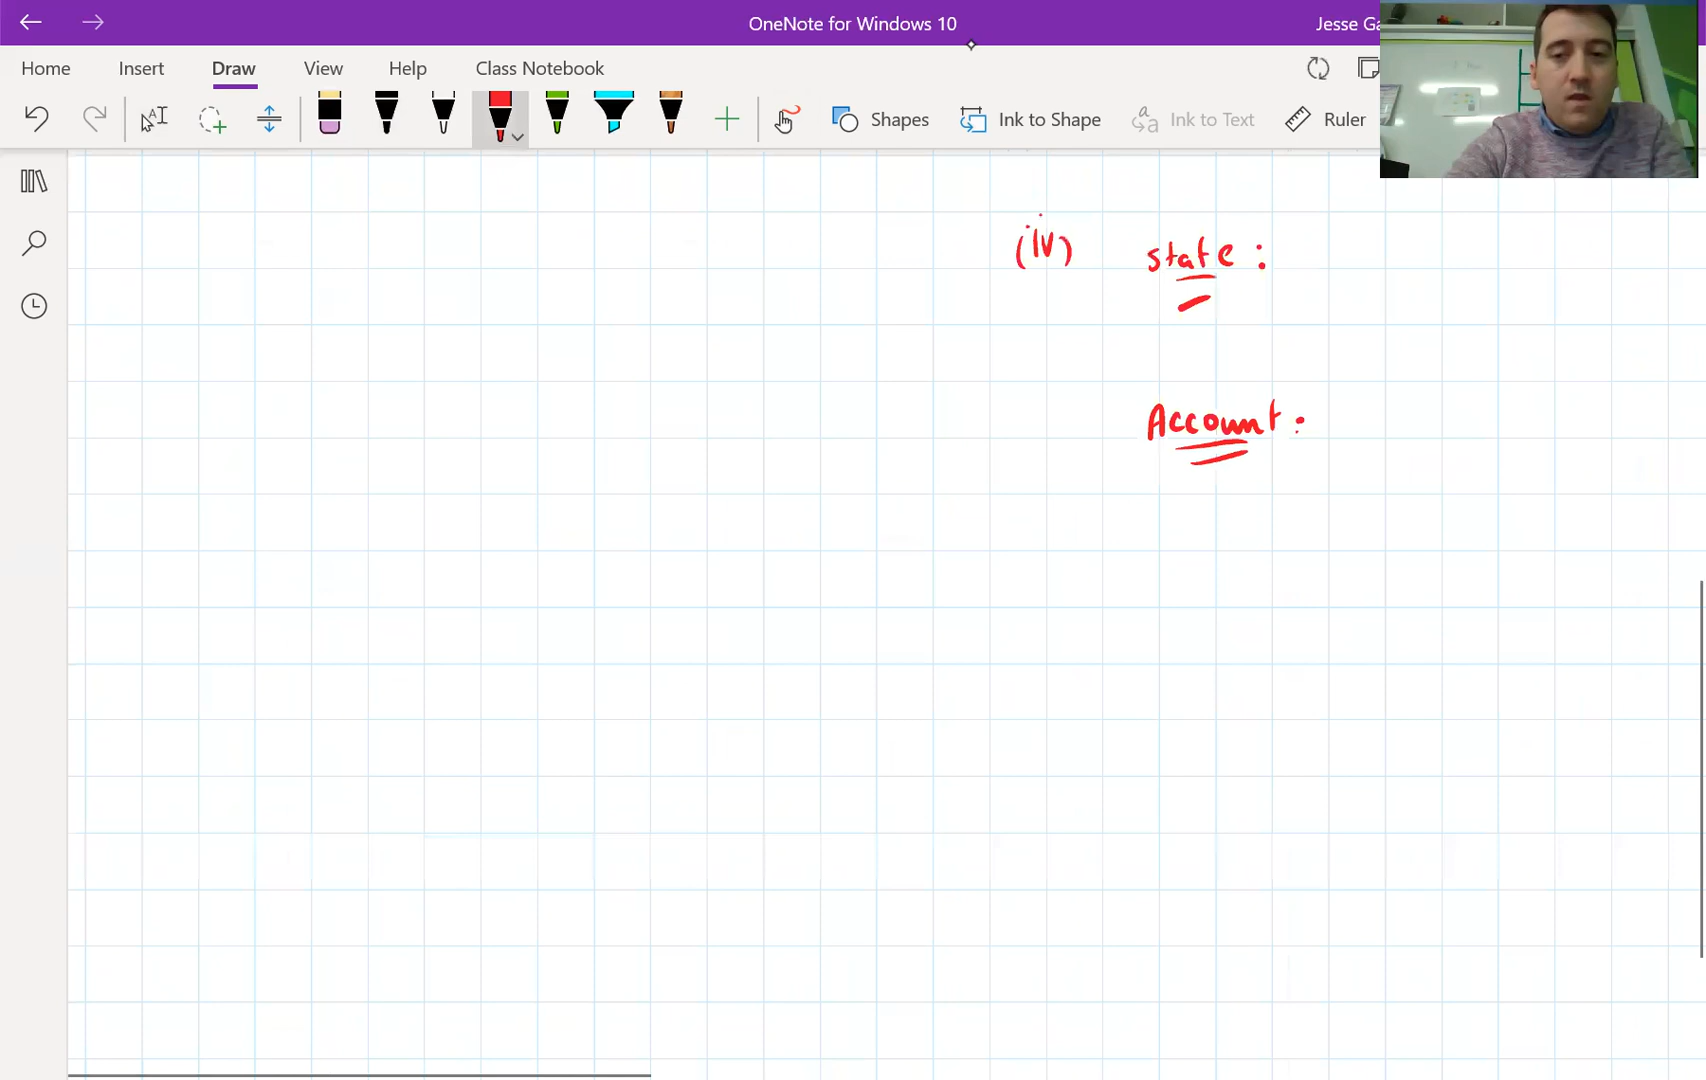 OneNote for Windows 10
Jesse Ga
Home Insert Draw View Help Class Notebook
Shapes Ink to Shape Ink to Text Ruler
(iv) state:
Account: